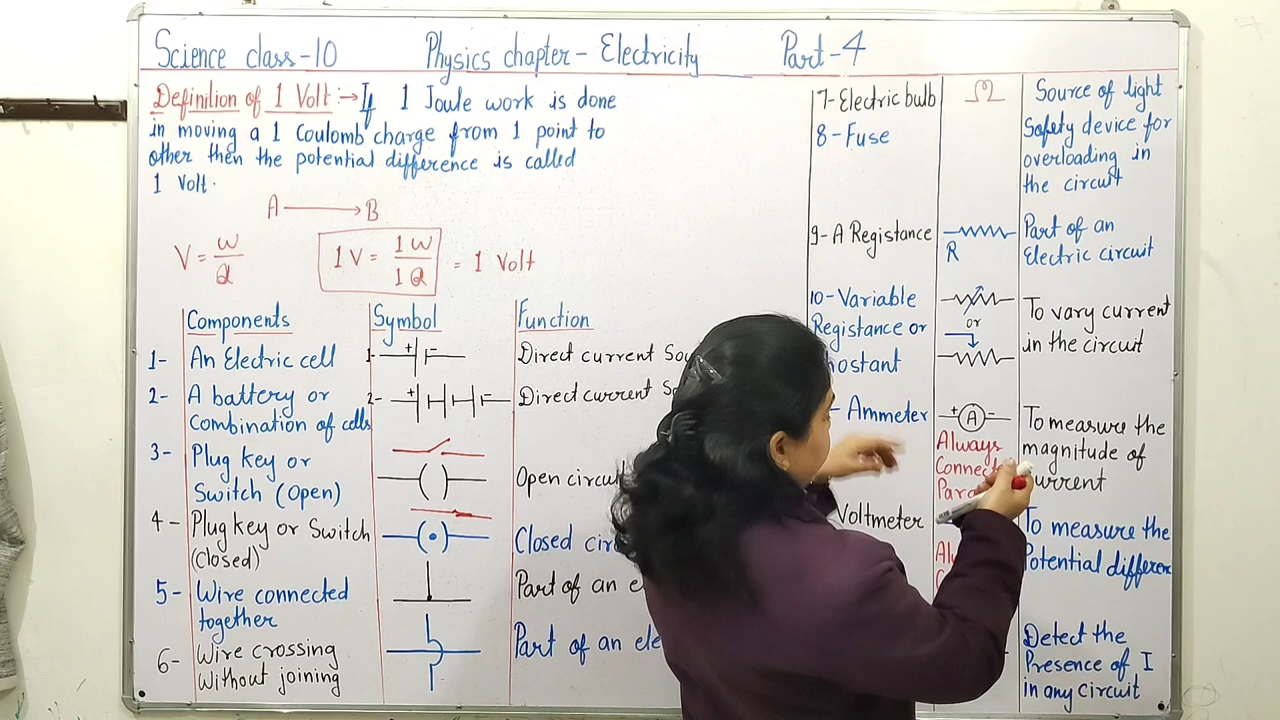 Science class-10 Physics chapter- Electricity Part-4
Definition of 1 Volt:→ If 1 Joule work is done
in moving a 1 Coulomb charge from 1 point to
other then the potential difference is called
1 Volt.
A → B
V = W/Q
1V = 1W/1Q = 1 Volt
Components Symbol Function
1- An Electric cell 1- + - Direct current
2- A battery or 2- + - Direct current
Combination of cells
3- Plug key or
Switch (Open) Open
4- Plug key or Switch
(Closed) Closed
5- Wire connected Part of an
together
6- Wire crossing Part of an
Without joining
7- Electric bulb Source of light
8- Fuse Safety device for
overloading in
the circuit
9- A Registance Part of an
R Electric circuit
10- Variable To vary current
Registance or or in the circuit
Ammeter + A - To measure the
Always magnitude of
Voltmeter To measure the
Potential
Detect the
Presence of I
in any circuit